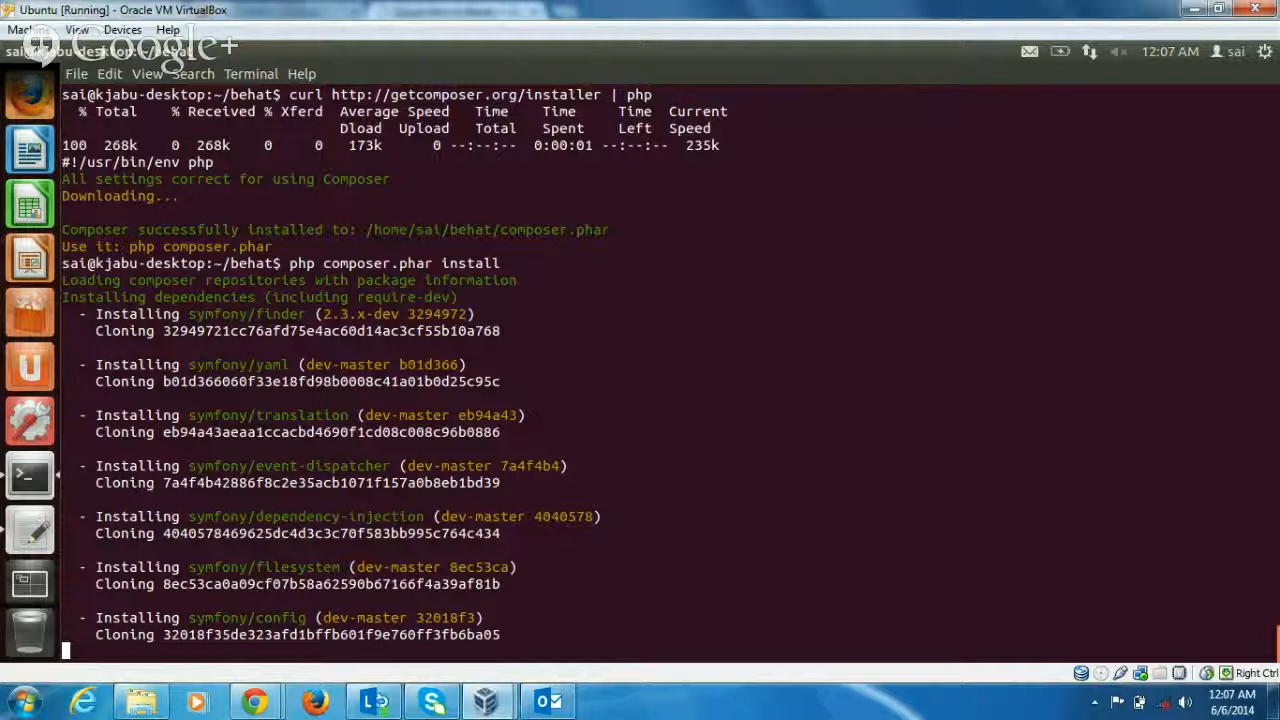 Ubuntu [Running] - Oracle VM VirtualBox
Machine View Devices Help
Google+
sai@kjabu-desktop: ~/behat
12:07 AM sai
File Edit View Search Terminal Help
sai@kjabu-desktop:~/behat$ curl http://getcomposer.org/installer | php
% Total % Received % Xferd Average Speed Time Time Time Current
Dload Upload Total Spent Left Speed
100 268k 0 268k 0 0 173k 0 --:--:-- 0:00:01 --:--:-- 235k
#!/usr/bin/env php
All settings correct for using Composer
Downloading...
Composer successfully installed to: /home/sai/behat/composer.phar
Use it: php composer.phar
sai@kjabu-desktop:~/behat$ php composer.phar install
Loading composer repositories with package information
Installing dependencies (including require-dev)
- Installing symfony/finder (2.3.x-dev 3294972)
Cloning 32949721cc76afd75e4ac60d14ac3cf55b10a768
- Installing symfony/yaml (dev-master b01d366)
Cloning b01d366060f33e18fd98b0008c41a01b0d25c95c
- Installing symfony/translation (dev-master eb94a43)
Cloning eb94a43aeaa1ccacbd4690f1cd08c008c96b0886
- Installing symfony/event-dispatcher (dev-master 7a4f4b4)
Cloning 7a4f4b42886f8c2e35acb1071f157a0b8eb1bd39
- Installing symfony/dependency-injection (dev-master 4040578)
Cloning 4040578469625dc4d3c3c70f583bb995c764c434
- Installing symfony/filesystem (dev-master 8ec53ca)
Cloning 8ec53ca0a09cf07b58a62590b67166f4a39af81b
- Installing symfony/config (dev-master 32018f3)
Cloning 32018f35de323afd1bffb601f9e760ff3fb6ba05
Right Ctrl
12:07 AM
6/6/2014